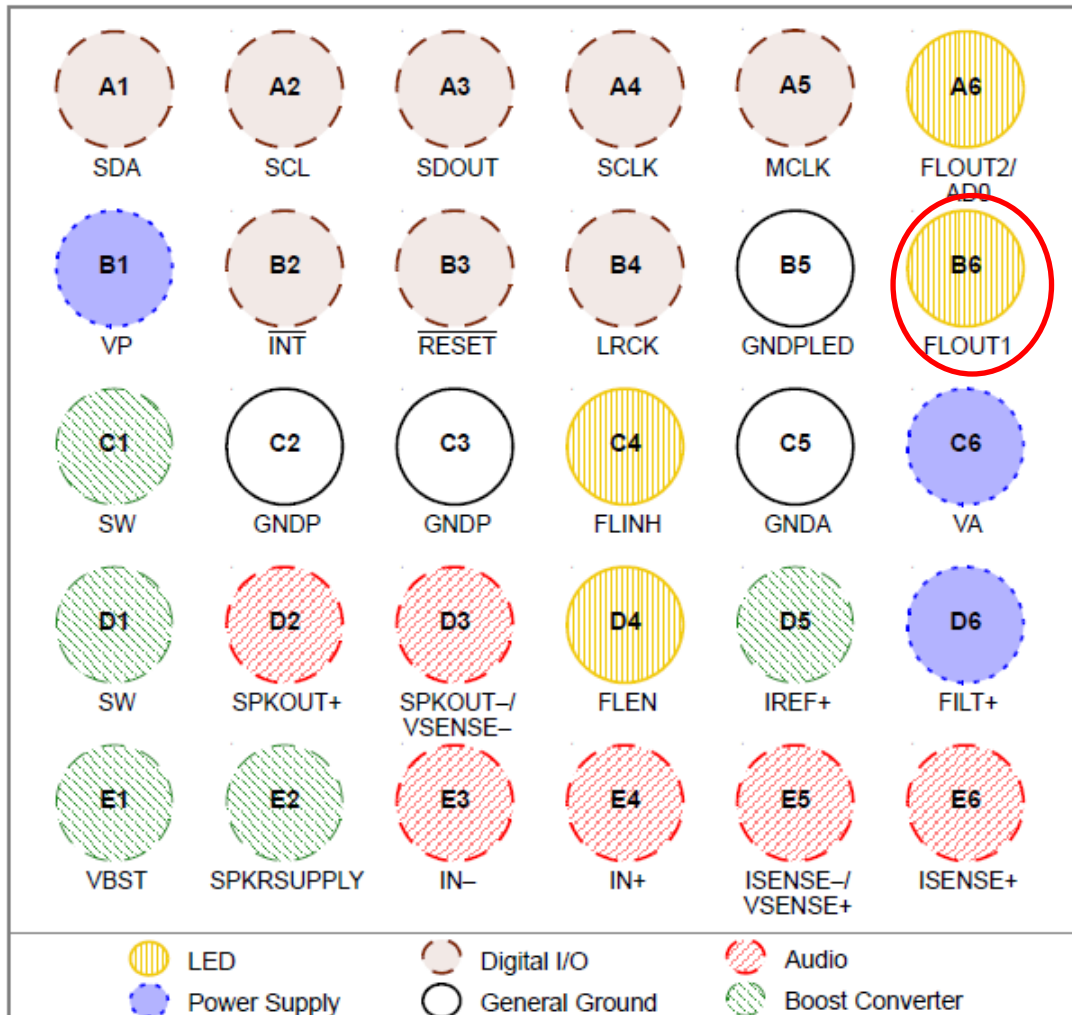 A1 A2 A3 A4 A5 A6
SDA SCL SDOUT SCLK MCLK FLOUT2/
AD0
B1 B2 B3 B4 B5 B6
VP INT RESET LRCK GNDPLED FLOUT1
C1 C2 C3 C4 C5 C6
SW GNDP GNDP FLINH GNDA VA
D1 D2 D3 D4 D5 D6
SW SPKOUT+ SPKOUT–/ FLEN IREF+ FILT+
VSENSE–
E1 E2 E3 E4 E5 E6
VBST SPKRSUPPLY IN– IN+ ISENSE–/ ISENSE+
VSENSE+
LED Digital I/O Audio
Power Supply General Ground Boost Converter